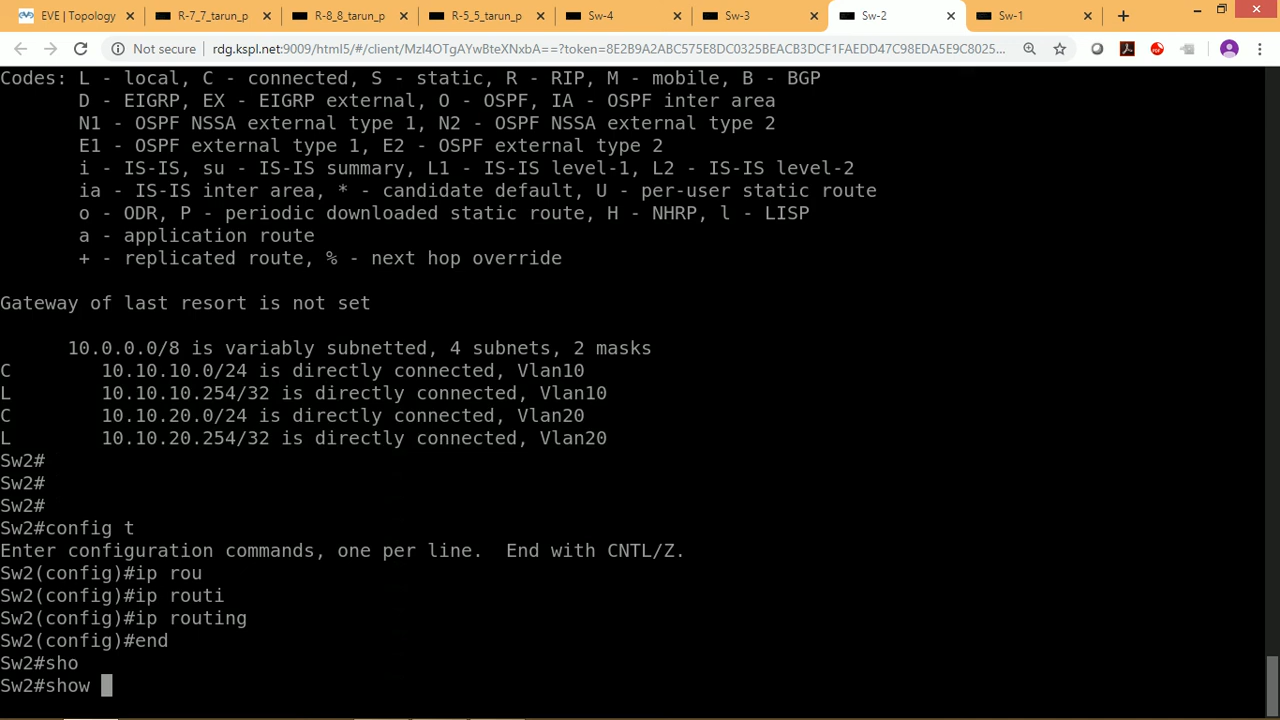 EVE | Topology
R-7_7_tarun_p
R-8_8_tarun_p
R-5_5_tarun_p
Sw-4
Sw-3
Sw-2
Sw-1
Not secure
rdg.kspl.net:9009/html5/#/client/MzI4OTgAYwBteXNxbA==?token=8E2B9A2ABC575E8DC0325BEACB3DCF1FAEDD47C98EDA5E9C8025...
Codes: L - local, C - connected, S - static, R - RIP, M - mobile, B - BGP
D - EIGRP, EX - EIGRP external, O - OSPF, IA - OSPF inter area
N1 - OSPF NSSA external type 1, N2 - OSPF NSSA external type 2
E1 - OSPF external type 1, E2 - OSPF external type 2
i - IS-IS, su - IS-IS summary, L1 - IS-IS level-1, L2 - IS-IS level-2
ia - IS-IS inter area, * - candidate default, U - per-user static route
o - ODR, P - periodic downloaded static route, H - NHRP, l - LISP
a - application route
+ - replicated route, % - next hop override
Gateway of last resort is not set
10.0.0.0/8 is variably subnetted, 4 subnets, 2 masks
C 10.10.10.0/24 is directly connected, Vlan10
L 10.10.10.254/32 is directly connected, Vlan10
C 10.10.20.0/24 is directly connected, Vlan20
L 10.10.20.254/32 is directly connected, Vlan20
Sw2#
Sw2#
Sw2#
Sw2#config t
Enter configuration commands, one per line. End with CNTL/Z.
Sw2(config)#ip rou
Sw2(config)#ip routi
Sw2(config)#ip routing
Sw2(config)#end
Sw2#sho
Sw2#show